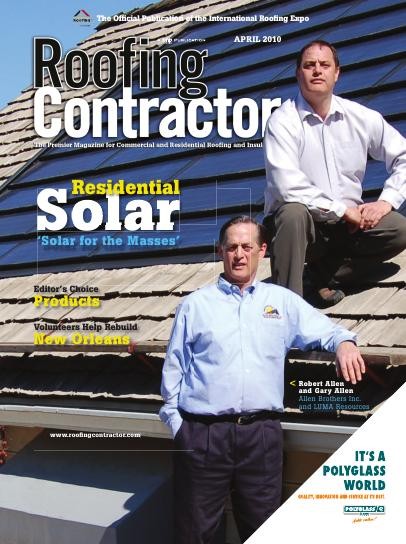 The Official Publication of the International Roofing Expo
PUBLICATION
APRIL 2010
Roofing
Contractor
The Premier Magazine for Commercial and Residential Roofing and Insul
Residential
Solar
'Solar for the Masses'
Editor's Choice
Products
Volunteers Help Rebuild
New Orleans
< Robert Allen
and Gary Allen
Allen Brothers Inc.
and LUMA Resources
www.roofingcontractor.com
IT'S A
POLYGLASS
WORLD
QUALITY, INNOVATION AND SERVICE AT ITS BEST.
POLYGLASS